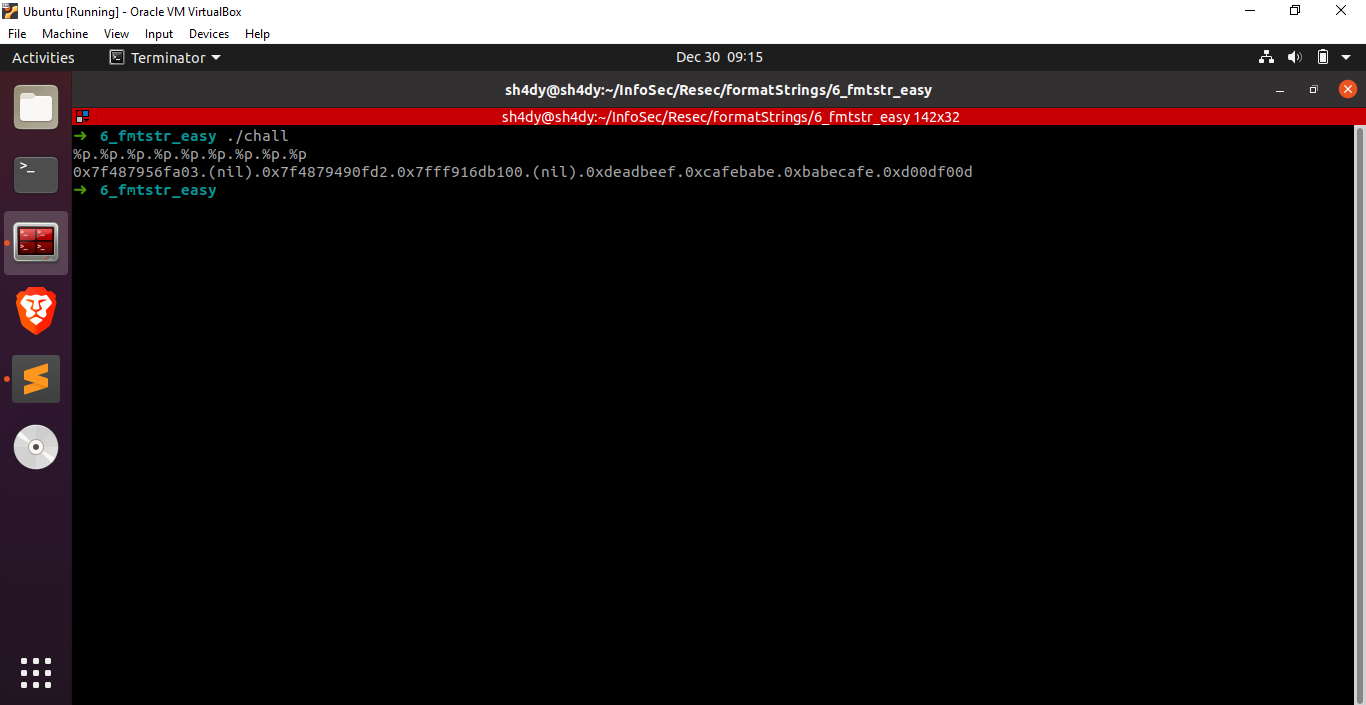 Ubuntu [Running] - Oracle VM VirtualBox
File Machine View Input Devices Help
Activities Terminator Dec 30 09:15
sh4dy@sh4dy:~/InfoSec/Resec/formatStrings/6_fmtstr_easy
sh4dy@sh4dy:~/InfoSec/Resec/formatStrings/6_fmtstr_easy 142x32
➜ 6_fmtstr_easy ./chall
%p.%p.%p.%p.%p.%p.%p.%p.%p
0x7f487956fa03.(nil).0x7f4879490fd2.0x7fff916db100.(nil).0xdeadbeef.0xcafebabe.0xbabecafe.0xd00df00d
➜ 6_fmtstr_easy